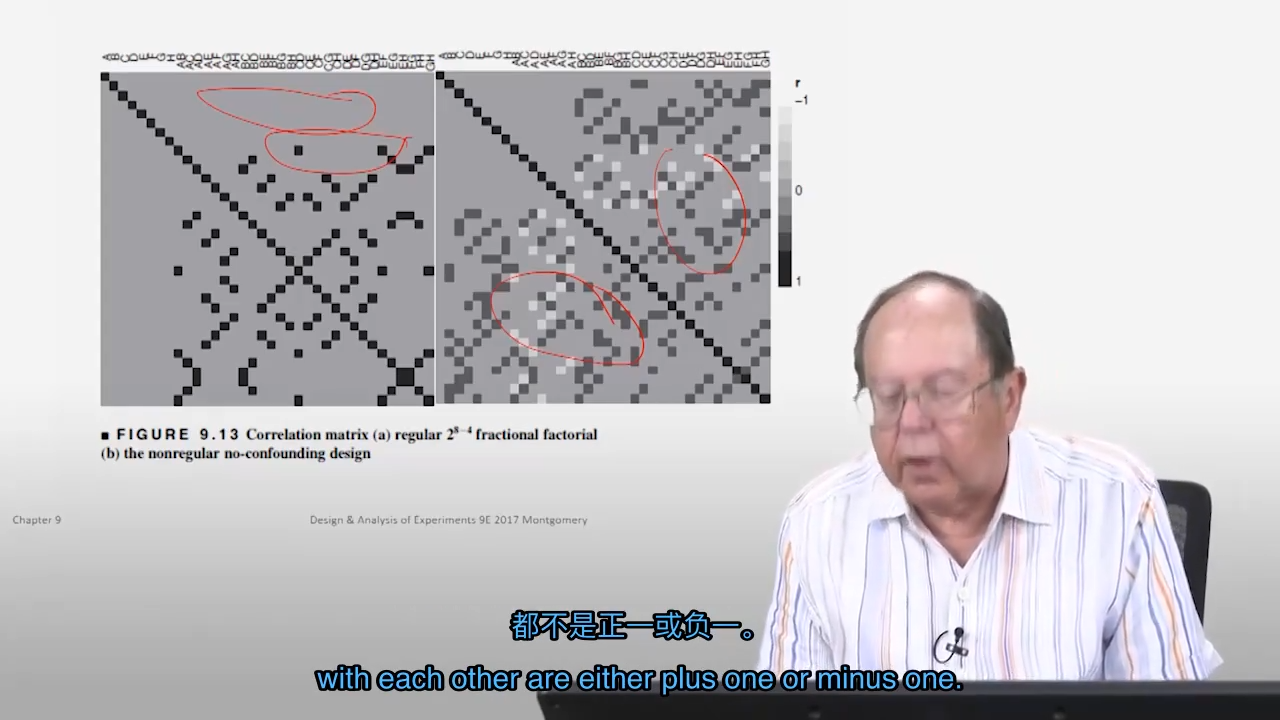 r
−1
0
1
■ FIGURE 9.13 Correlation matrix (a) regular 2⁸⁻⁴ fractional factorial
(b) the nonregular no-confounding design
Chapter 9
Design & Analysis of Experiments 9E 2017 Montgomery
都不是正一或负一。
with each other are either plus one or minus one.